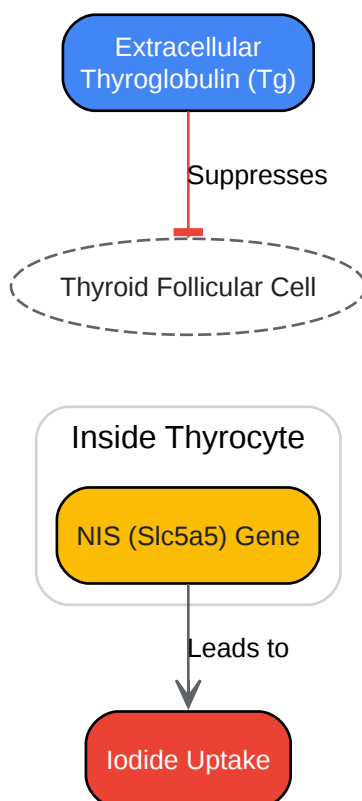 Extracellular
Thyroglobulin (Tg)
Suppresses
Thyroid Follicular Cell
Inside Thyrocyte
NIS (Slc5a5) Gene
Leads to
Iodide Uptake